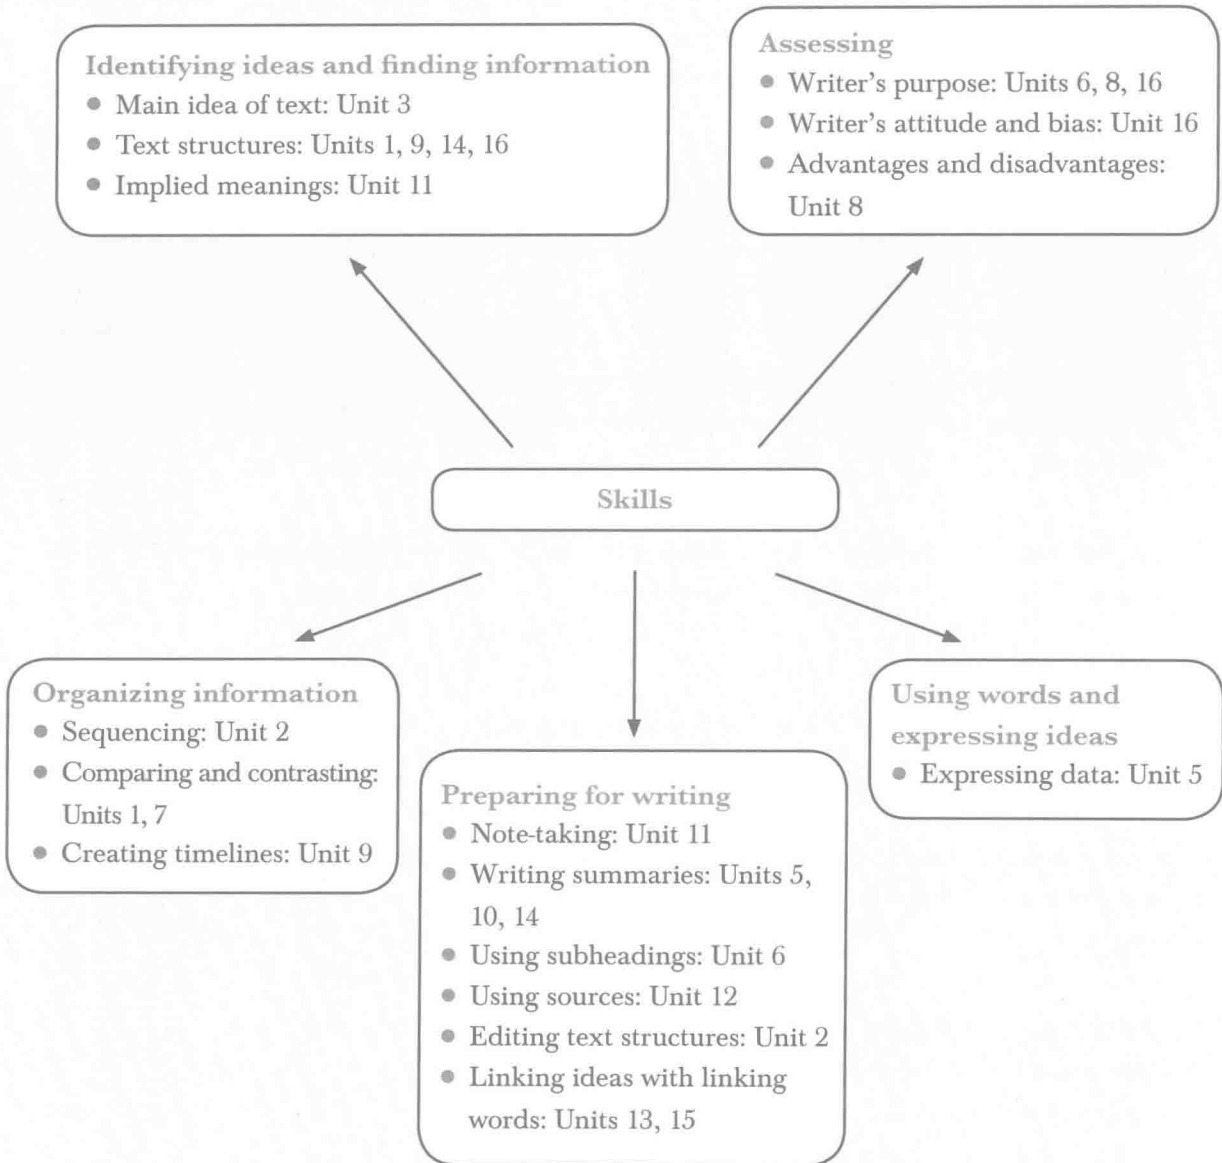 Identifying ideas and finding information
● Main idea of text: Unit 3
● Text structures: Units 1, 9, 14, 16
● Implied meanings: Unit 11
Assessing
● Writer's purpose: Units 6, 8, 16
● Writer's attitude and bias: Unit 16
● Advantages and disadvantages:
Unit 8
Skills
Organizing information
● Sequencing: Unit 2
● Comparing and contrasting:
Units 1, 7
● Creating timelines: Unit 9
Preparing for writing
● Note-taking: Unit 11
● Writing summaries: Units 5,
10, 14
● Using subheadings: Unit 6
● Using sources: Unit 12
● Editing text structures: Unit 2
● Linking ideas with linking
words: Units 13, 15
Using words and
expressing ideas
● Expressing data: Unit 5